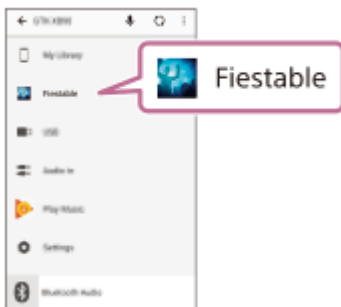 GTK-XB90
My Library
Fiestable
Fiestable
USB
Audio in
Play Music
Settings
Bluetooth Audio